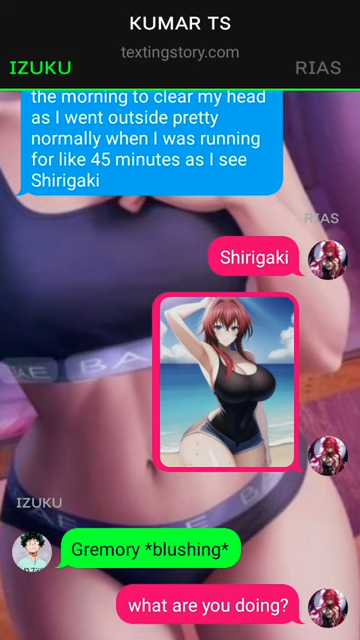 KUMAR TS
textingstory.com
IZUKU
RIAS
the morning to clear my head
as I went outside pretty
normally when I was running
for like 45 minutes as I see
Shirigaki
RIAS
Shirigaki
IZUKU
Gremory *blushing*
what are you doing?